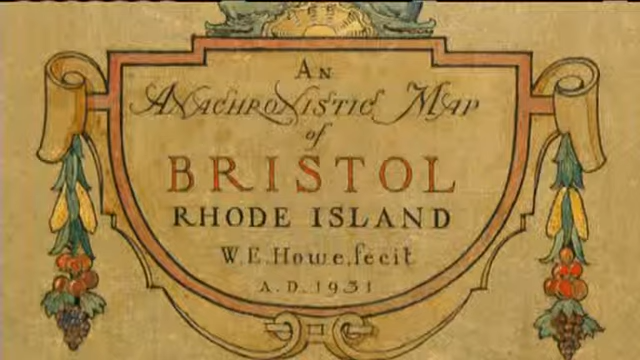 AN
ANACHRONISTIC MAP
of
BRISTOL
RHODE ISLAND
W.E.Howe.fecit
A.D.1931